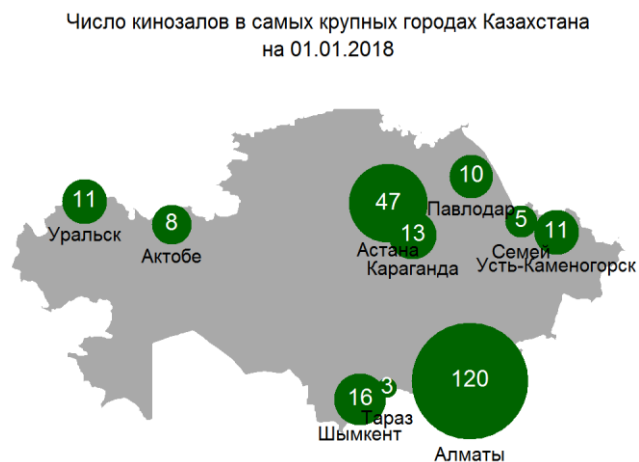 Число кинозалов в самых крупных городах Казахстана
на 01.01.2018
11
Уральск
8
Актобе
47
Астана
13
Караганда
10
Павлодар
5
Семей
11
Усть-Каменогорск
16
Шымкент
3
Тараз
120
Алматы